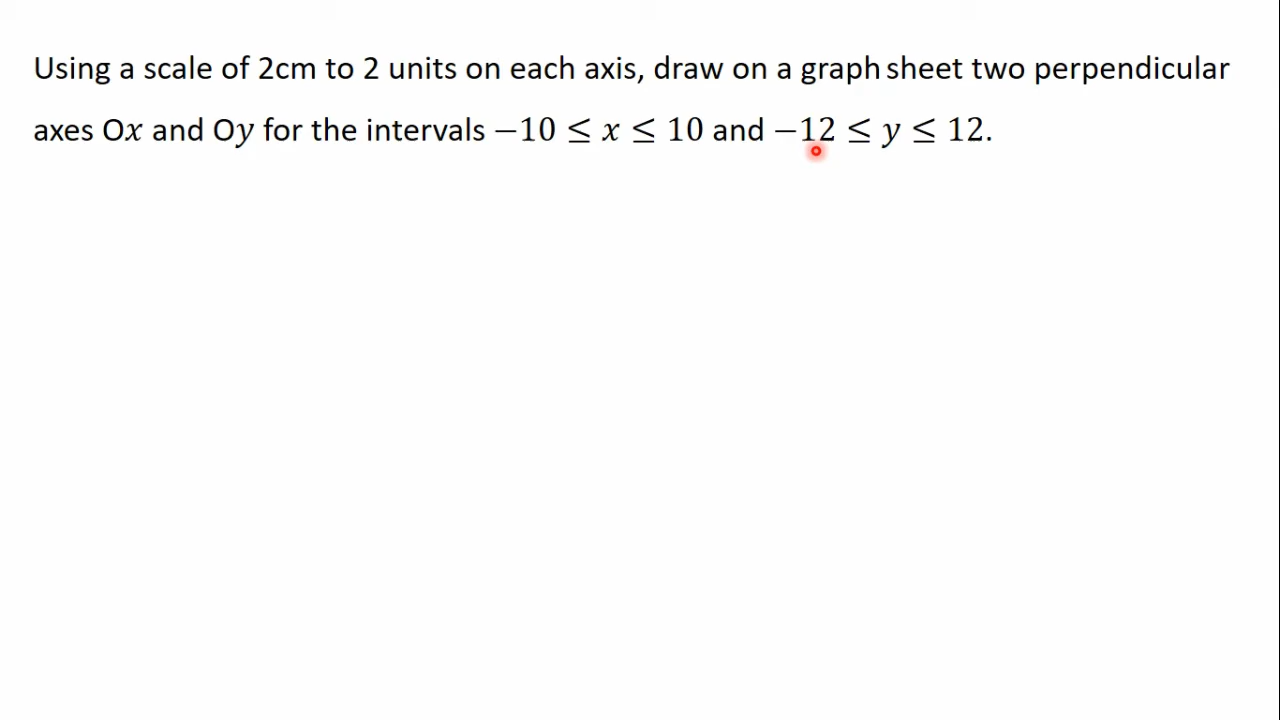 Using a scale of 2cm to 2 units on each axis, draw on a graph sheet two perpendicular
axes O𝑥 and O𝑦 for the intervals −10 ≤ 𝑥 ≤ 10 and −12 ≤ 𝑦 ≤ 12.